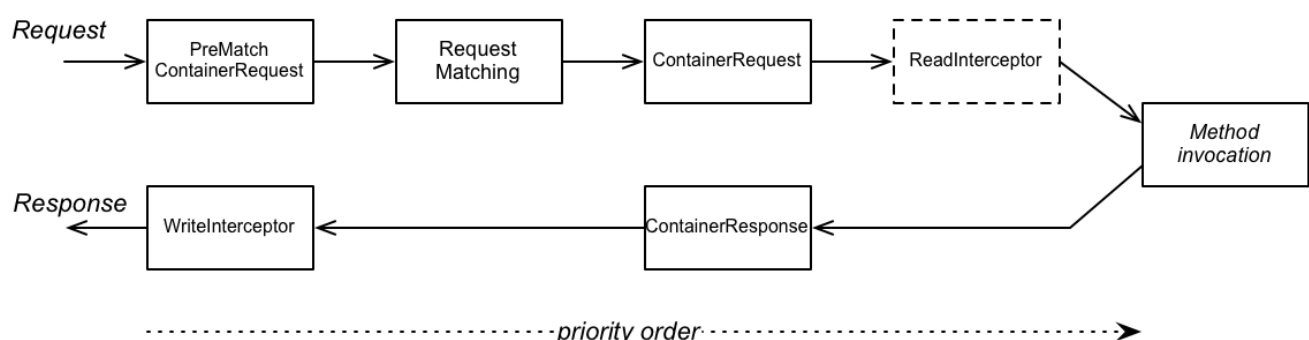 Request
PreMatch
ContainerRequest
Request
Matching
ContainerRequest
ReadInterceptor
Method
invocation
Response
WriteInterceptor
ContainerResponse
priority order